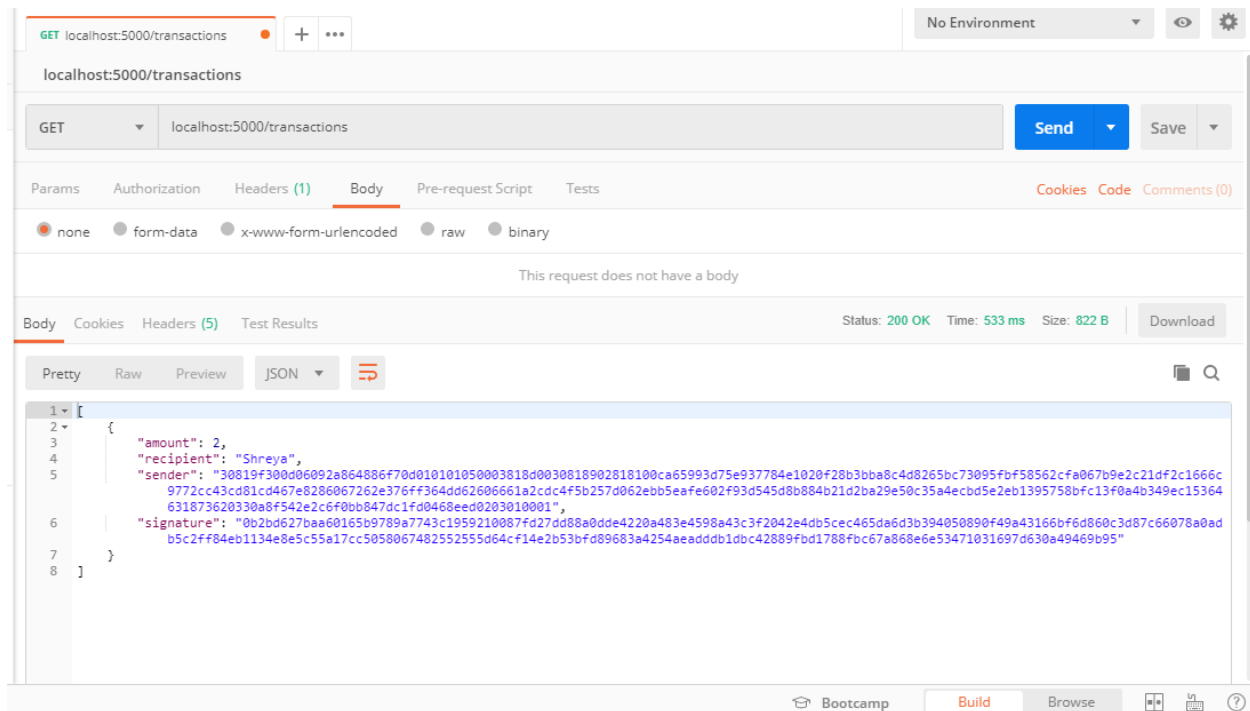 GET localhost:5000/transactions
No Environment
localhost:5000/transactions
GET localhost:5000/transactions Send Save
Params Authorization Headers (1) Body Pre-request Script Tests Cookies Code Comments (0)
none form-data x-www-form-urlencoded raw binary
This request does not have a body
Body Cookies Headers (5) Test Results Status: 200 OK Time: 533 ms Size: 822 B Download
Pretty Raw Preview JSON
1 [
2 {
3 "amount": 2,
4 "recipient": "Shreya",
5 "sender": "30819f300d06092a864886f70d010101050003818d0030818902818100ca65993d75e937784e1020f28b3bba8c4d8265bc73095fbf58562cfa067b9e2c21df2c1666c
9772cc43cd81cd467e8286067262e376ff364dd62606661a2cdc4f5b257d062ebb5eafe602f93d545d8b884b21d2ba29e50c35a4ecbd5e2eb1395758bfc13f0a4b349ec15364
631873620330a8f542e2c6f0bb847dc1fd0468eed0203010001",
6 "signature": "0b2bd627baa60165b9789a7743c1959210087fd27dd88a0dde4220a483e4598a43c3f2042e4db5cec465da6d3b394050890f49a43166bf6d860c3d87c66078a0ad
b5c2ff84eb1134e8e5c55a17cc5058067482552555d64cf14e2b53bfd89683a4254aeadddb1dbc42889fbd1788fbc67a868e6e53471031697d630a49469b95"
7 }
8 ]
Bootcamp Build Browse